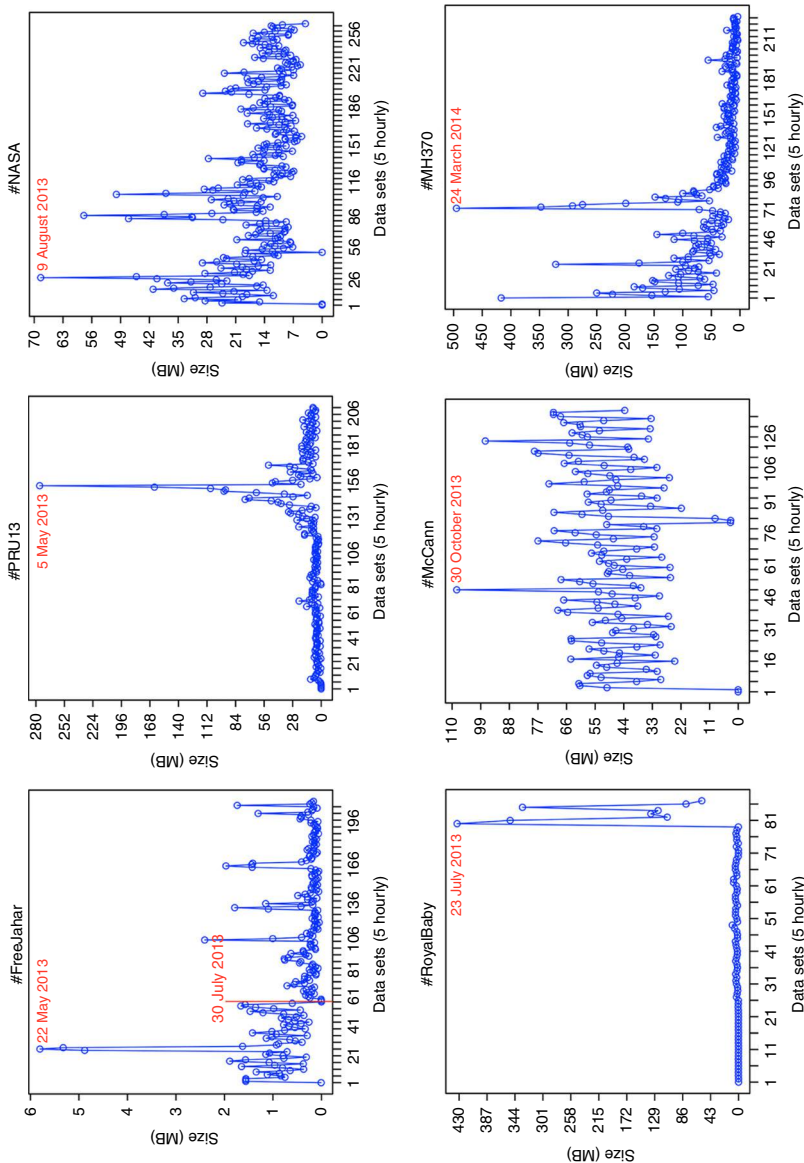 #FreeJahar
22 May 2013
30 July 2013
Size (MB)
6
5
4
3
2
1
0
1 21 41 61 81 106 136 166 196
Data sets (5 hourly)
#PRU13
5 May 2013
Size (MB)
280
252
224
196
168
140
112
84
56
28
0
1 21 41 61 81 106 131 156 181 206
Data sets (5 hourly)
#NASA
9 August 2013
Size (MB)
70
63
56
49
42
35
28
21
14
7
0
1 26 56 86 116 151 186 221 256
Data sets (5 hourly)
#RoyalBaby
23 July 2013
Size (MB)
430
387
344
301
258
215
172
129
86
43
0
1 11 21 31 41 51 61 71 81
Data sets (5 hourly)
#McCann
30 October 2013
Size (MB)
110
99
88
77
66
55
44
33
22
11
0
1 16 31 46 61 76 91 106 126
Data sets (5 hourly)
#MH370
24 March 2014
Size (MB)
500
450
400
350
300
250
200
150
100
50
0
1 21 46 71 96 121 151 181 211
Data sets (5 hourly)